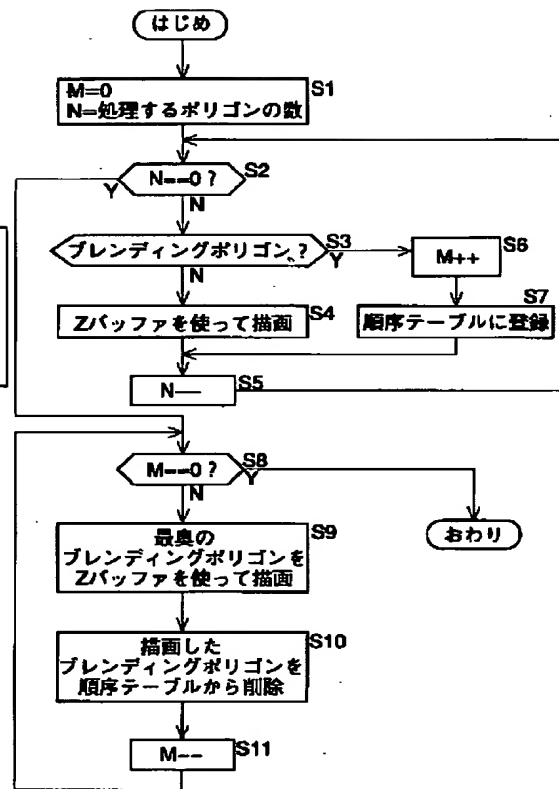 はじめ
S1
M=0
N=処理するポリゴンの数
S2
N==0?
Y
N
S3
ブレンディングポリゴン?
Y
N
S6
M++
S4
Zバッファを使って描画
S7
順序テーブルに登録
S5
N--
S8
M==0?
Y
N
おわり
S9
最奥の
ブレンディングポリゴンを
Zバッファを使って描画
S10
描画した
ブレンディングポリゴンを
順序テーブルから削除
S11
M--